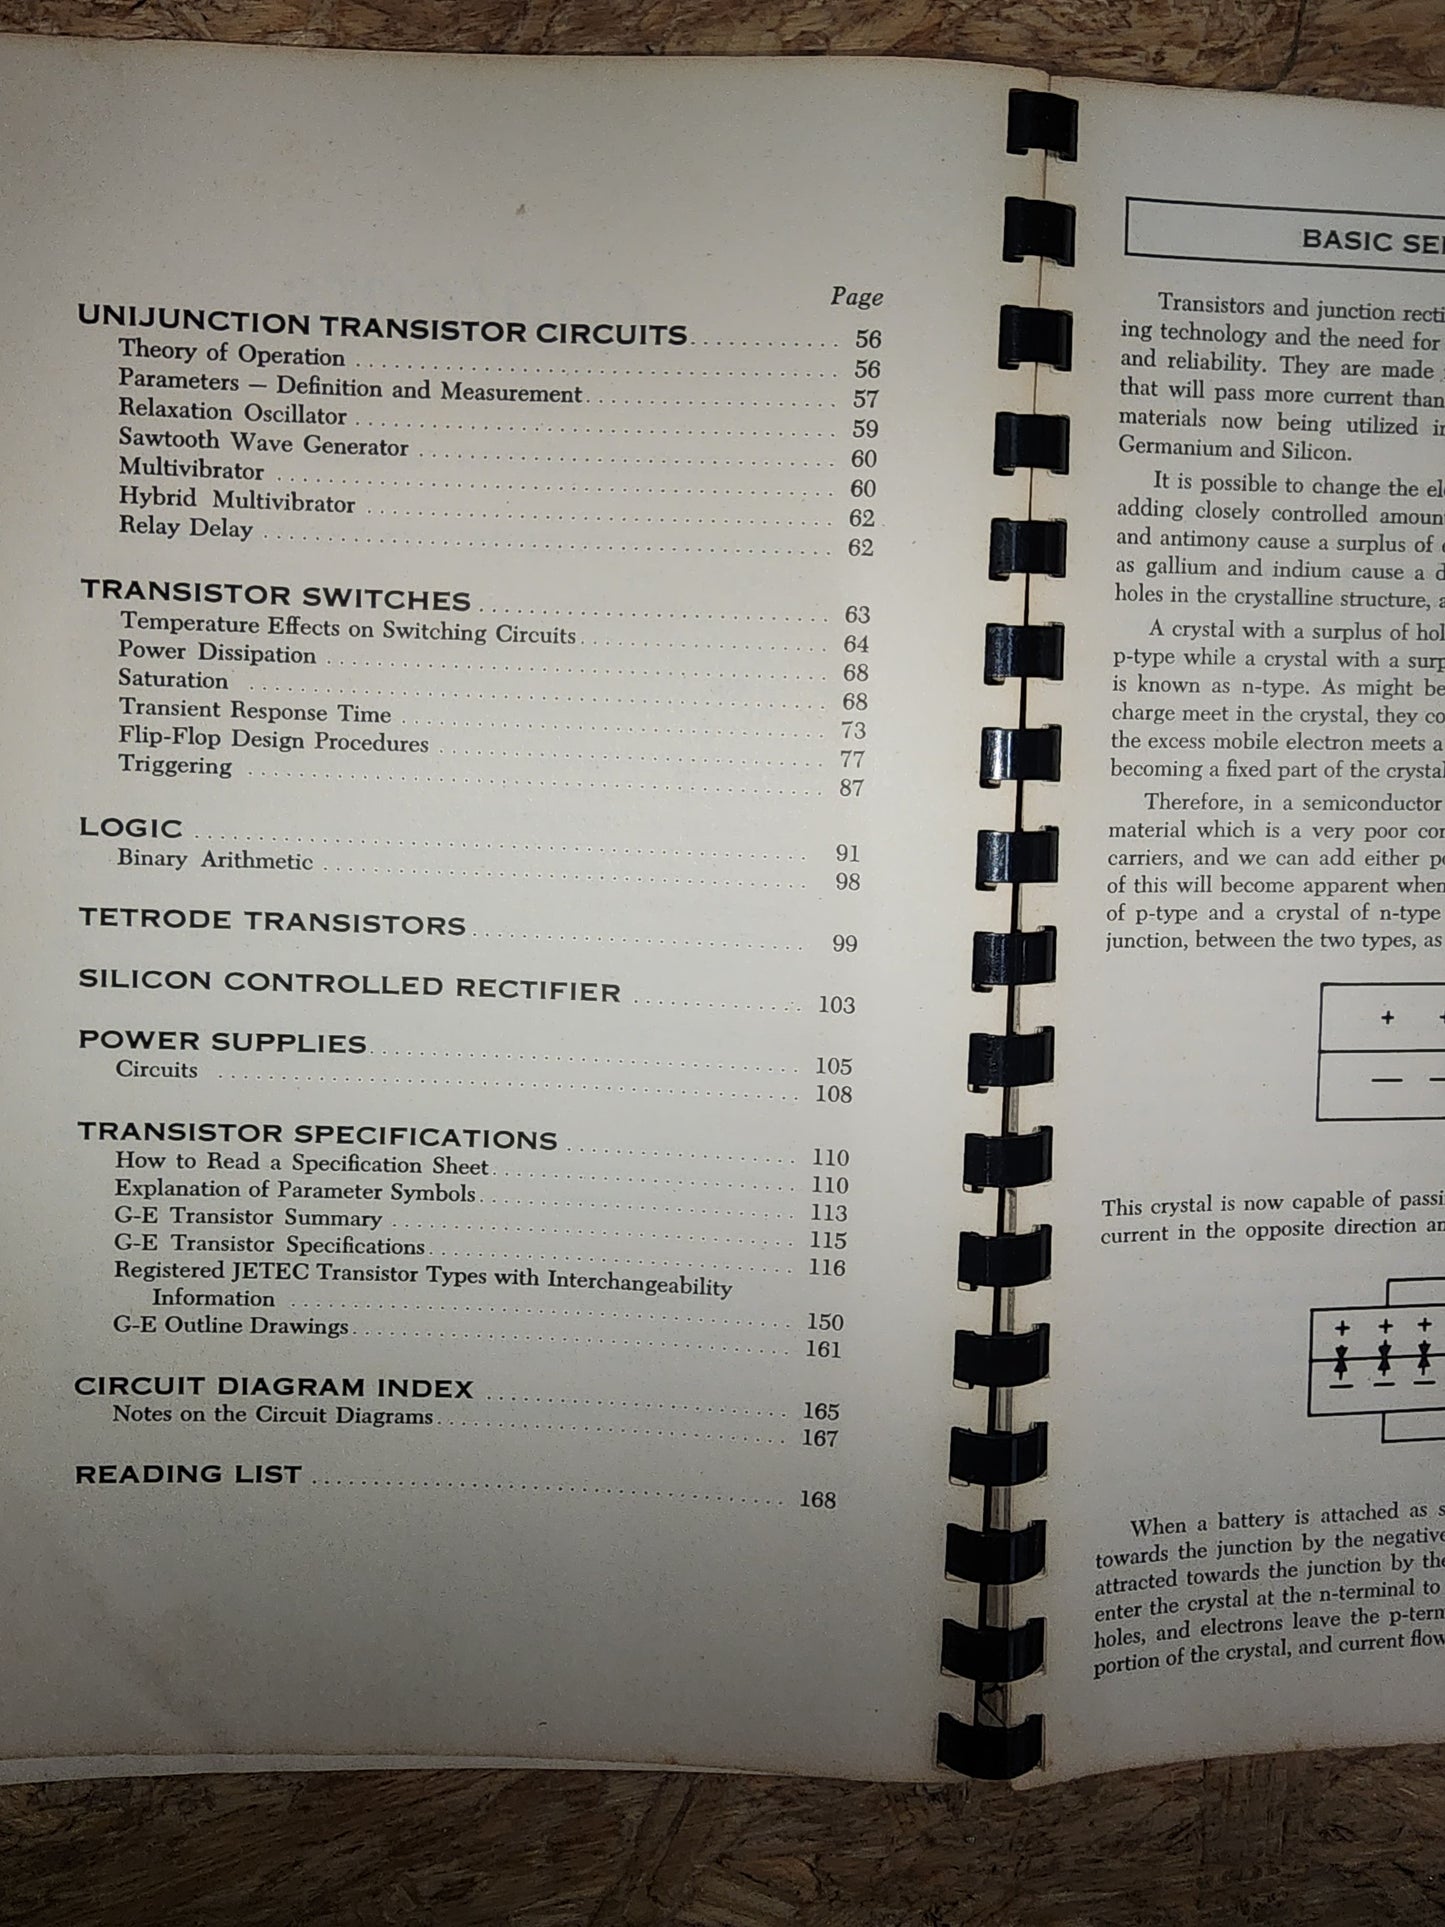 Page
UNIJUNCTION TRANSISTOR CIRCUITS............ 56
Theory of Operation ........................ 56
Parameters — Definition and Measurement............ 57
Relaxation Oscillator ........................ 59
Sawtooth Wave Generator ........................ 60
Multivibrator ........................ 60
Hybrid Multivibrator ........................ 62
Relay Delay ........................ 62
TRANSISTOR SWITCHES........................ 63
Temperature Effects on Switching Circuits............ 64
Power Dissipation ........................ 68
Saturation ........................ 68
Transient Response Time ........................ 73
Flip-Flop Design Procedures ........................ 77
Triggering ........................ 87
LOGIC ........................ 91
Binary Arithmetic ........................ 98
TETRODE TRANSISTORS........................ 99
SILICON CONTROLLED RECTIFIER ............ 103
POWER SUPPLIES........................ 105
Circuits ........................ 108
TRANSISTOR SPECIFICATIONS ............ 110
How to Read a Specification Sheet............ 110
Explanation of Parameter Symbols............ 113
G-E Transistor Summary ........................ 115
G-E Transistor Specifications............ 116
Registered JETEC Transistor Types with Interchangeability
Information ........................ 150
G-E Outline Drawings........................ 161
CIRCUIT DIAGRAM INDEX ............ 165
Notes on the Circuit Diagrams............ 167
READING LIST ........................ 168
BASIC SE
Transistors and junction recti
ing technology and the need for
and reliability. They are made
that will pass more current than
materials now being utilized i
Germanium and Silicon.
It is possible to change the el
adding closely controlled amoun
and antimony cause a surplus of
as gallium and indium cause a d
holes in the crystalline structure, a
A crystal with a surplus of hol
p-type while a crystal with a surp
is known as n-type. As might be
charge meet in the crystal, they co
the excess mobile electron meets a
becoming a fixed part of the crystal
Therefore, in a semiconductor
material which is a very poor con
carriers, and we can add either p
of this will become apparent when
of p-type and a crystal of n-type
junction, between the two types, as
+
—
This crystal is now capable of passi
current in the opposite direction an
+ + +
— — —
When a battery is attached as s
towards the junction by the negative
attracted towards the junction by the
enter the crystal at the n-terminal to
holes, and electrons leave the p-term
portion of the crystal, and current flow